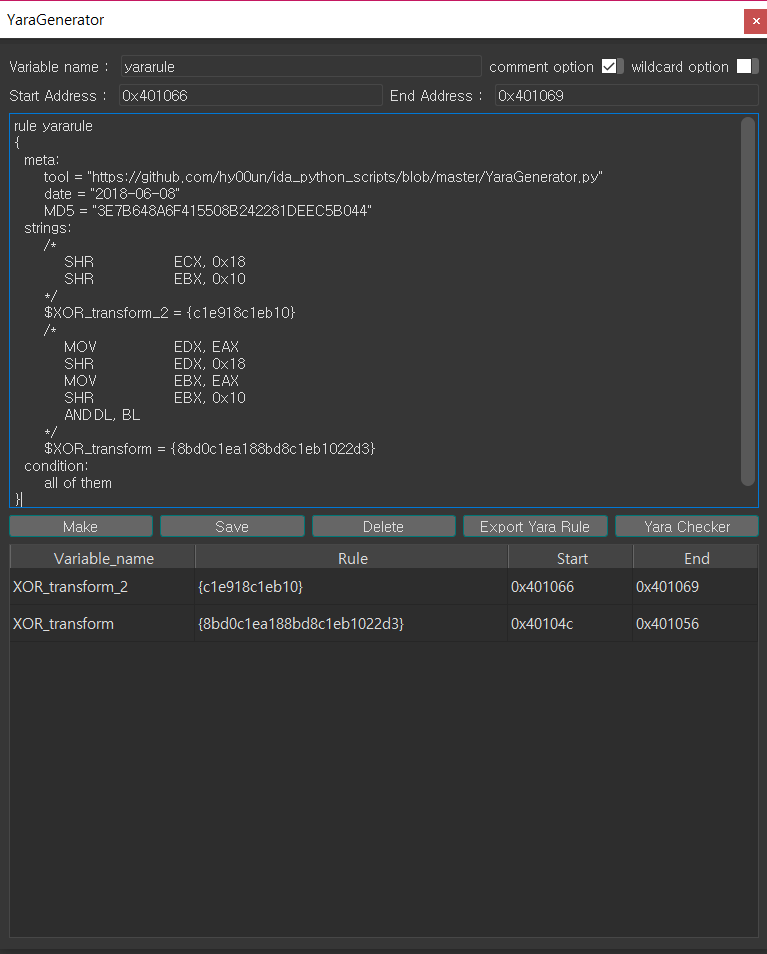 YaraGenerator
Variable name : yararule comment option wildcard option
Start Address : 0x401066 End Address : 0x401069
rule yararule
{
meta:
tool = "https://github.com/hy00un/ida_python_scripts/blob/master/YaraGenerator.py"
date = "2018-06-08"
MD5 = "3E7B648A6F415508B242281DEEC5B044"
strings:
/*
SHR ECX, 0x18
SHR EBX, 0x10
*/
$XOR_transform_2 = {c1e918c1eb10}
/*
MOV EDX, EAX
SHR EDX, 0x18
MOV EBX, EAX
SHR EBX, 0x10
ANDDL, BL
*/
$XOR_transform = {8bd0c1ea188bd8c1eb1022d3}
condition:
all of them
}
Make Save Delete Export Yara Rule Yara Checker
Variable_name Rule Start End
XOR_transform_2 {c1e918c1eb10} 0x401066 0x401069
XOR_transform {8bd0c1ea188bd8c1eb1022d3} 0x40104c 0x401056